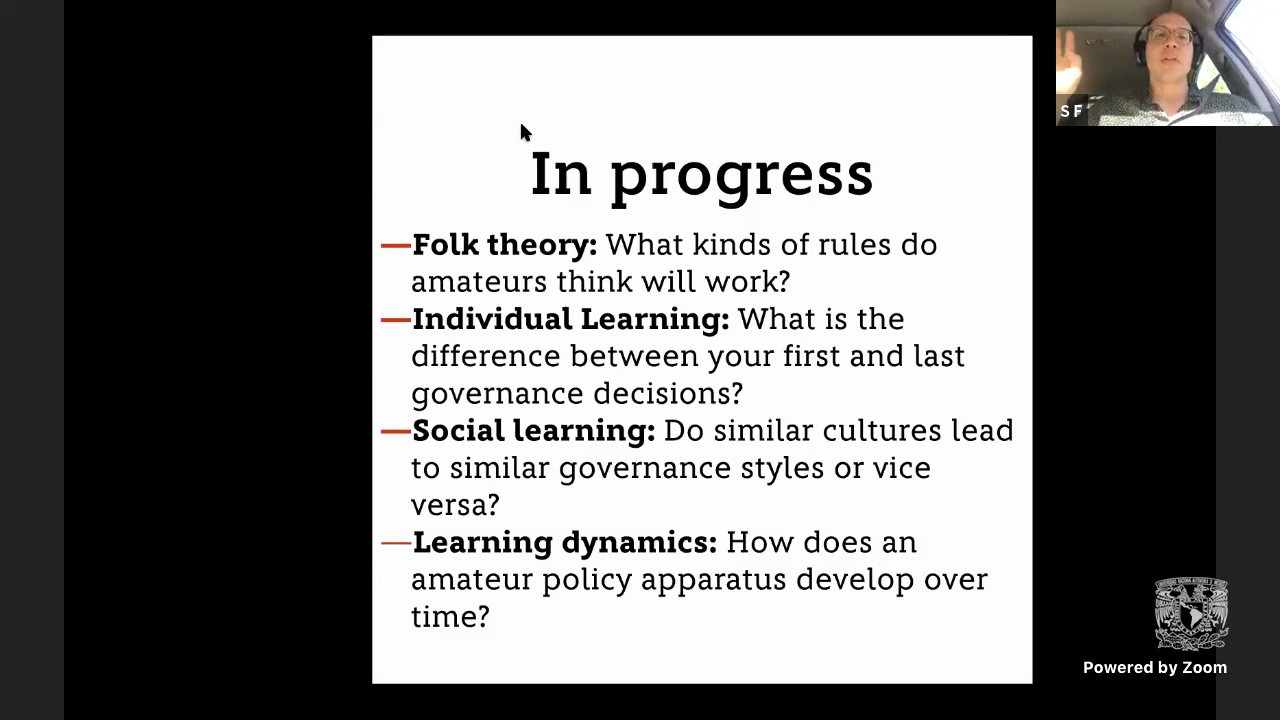 S F
In progress
—Folk theory: What kinds of rules do
amateurs think will work?
—Individual Learning: What is the
difference between your first and last
governance decisions?
—Social learning: Do similar cultures lead
to similar governance styles or vice
versa?
—Learning dynamics: How does an
amateur policy apparatus develop over
time?
Powered by Zoom